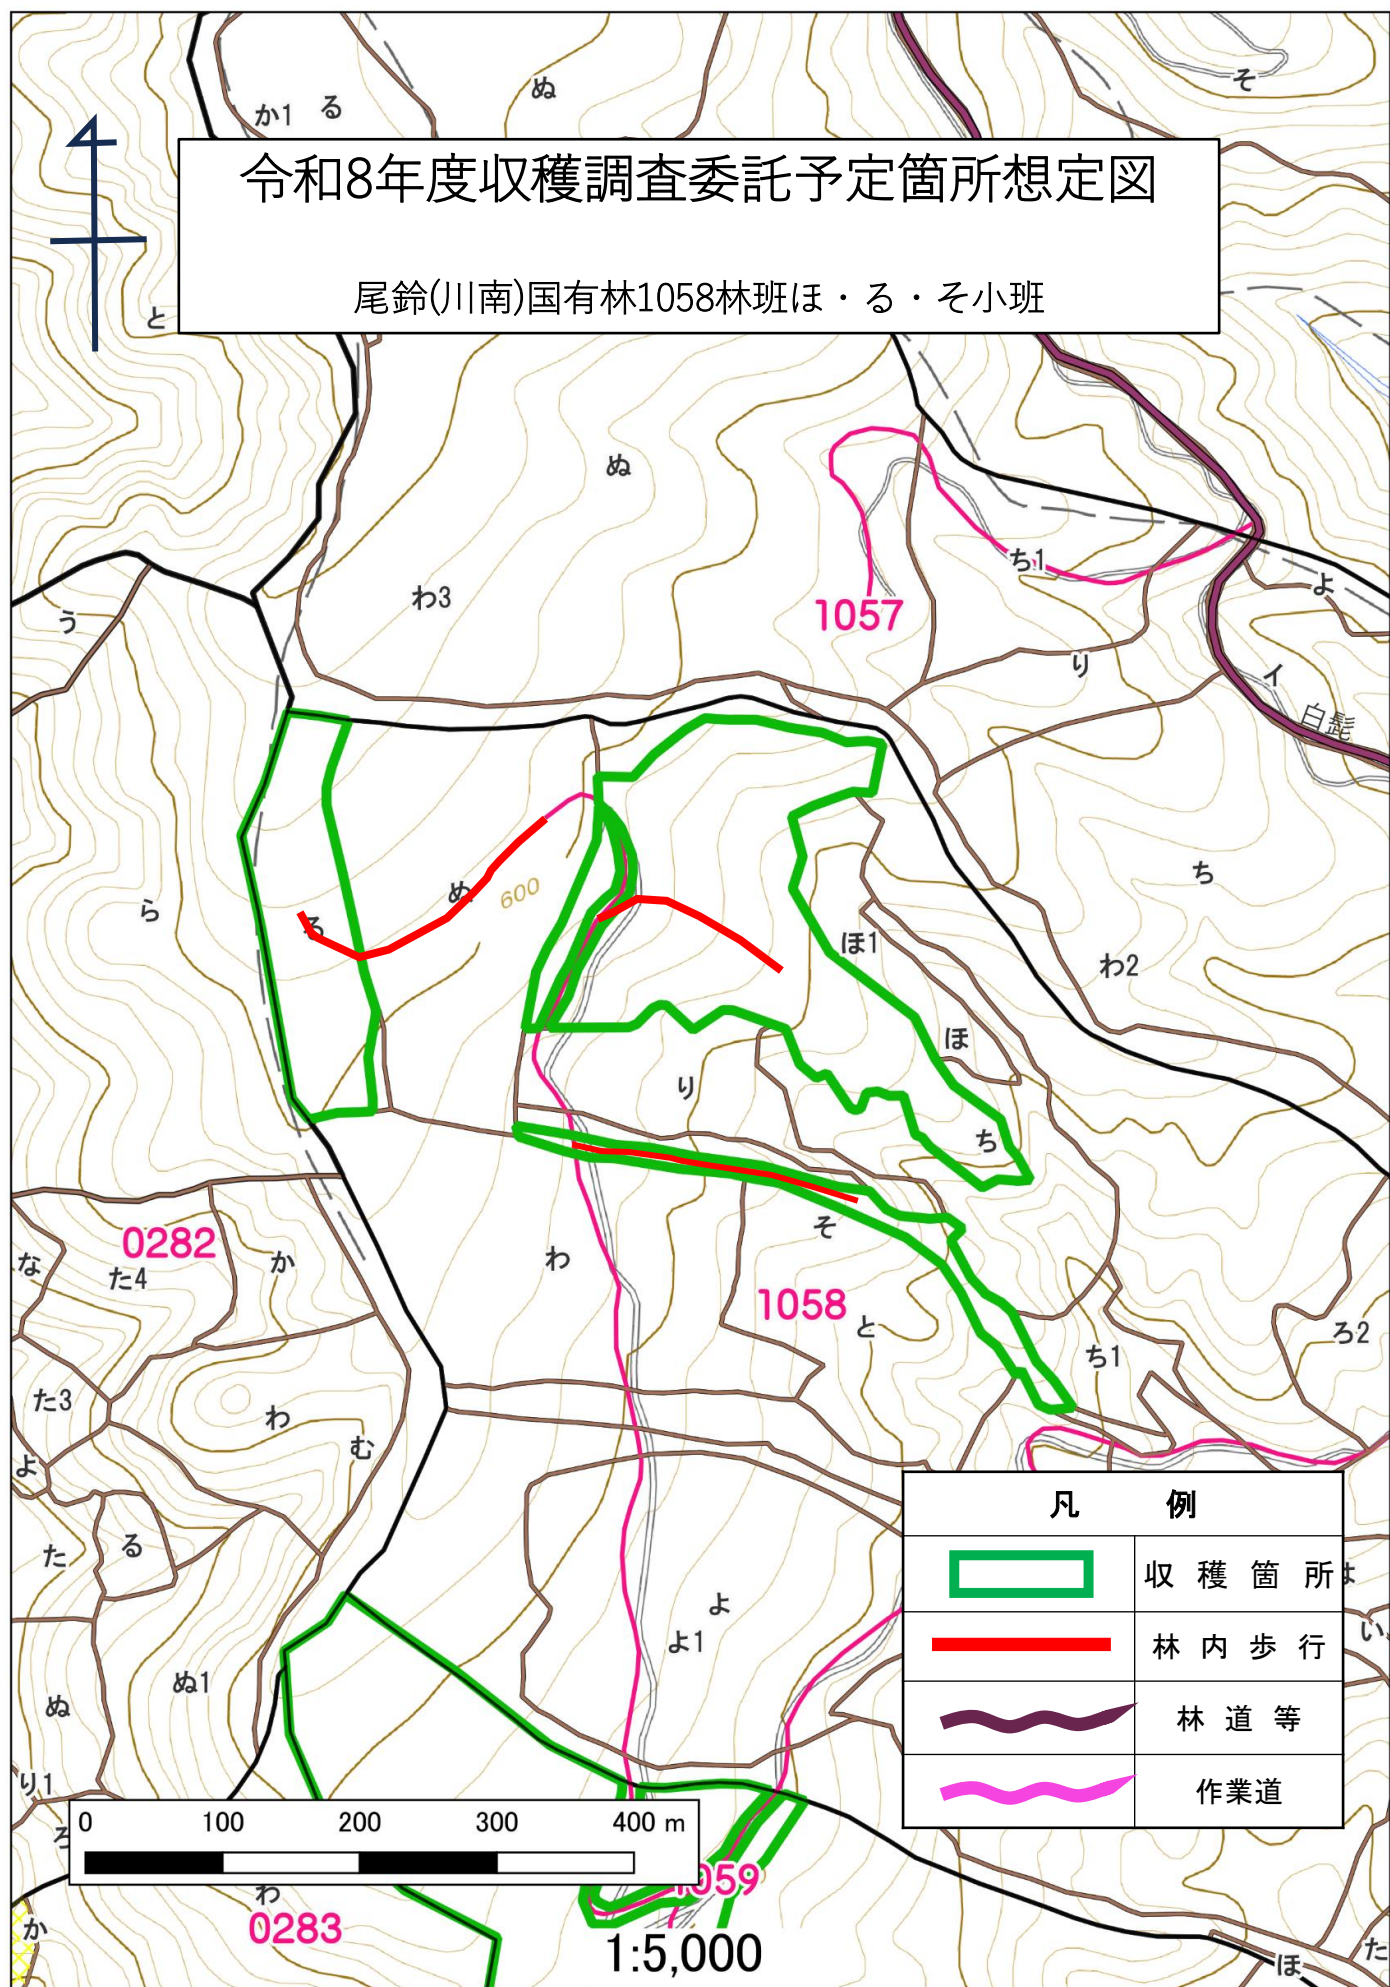 か1 る
ぬ
そ
令和8年度収穫調査委託予定箇所想定図
尾鈴(川南)国有林1058林班ほ・る・そ小班
と
ぬ
ち1
わ3
1057
う
よ
り
イ
白髭
ぬ
600
ら
る
ち
ほ1
わ2
ほ
り
ち
そ
0282
な
た4
か
わ
1058
と
ろ2
ち1
た3
わ
む
よ
た
る
凡 例
収穫箇所
は
林内歩行
い
林道等
作業道
よ
よ1
ぬ
ぬ1
り1
0 100 200 300 400 m
ろ
1059
わ
0283
か
1:5,000
ほ
た